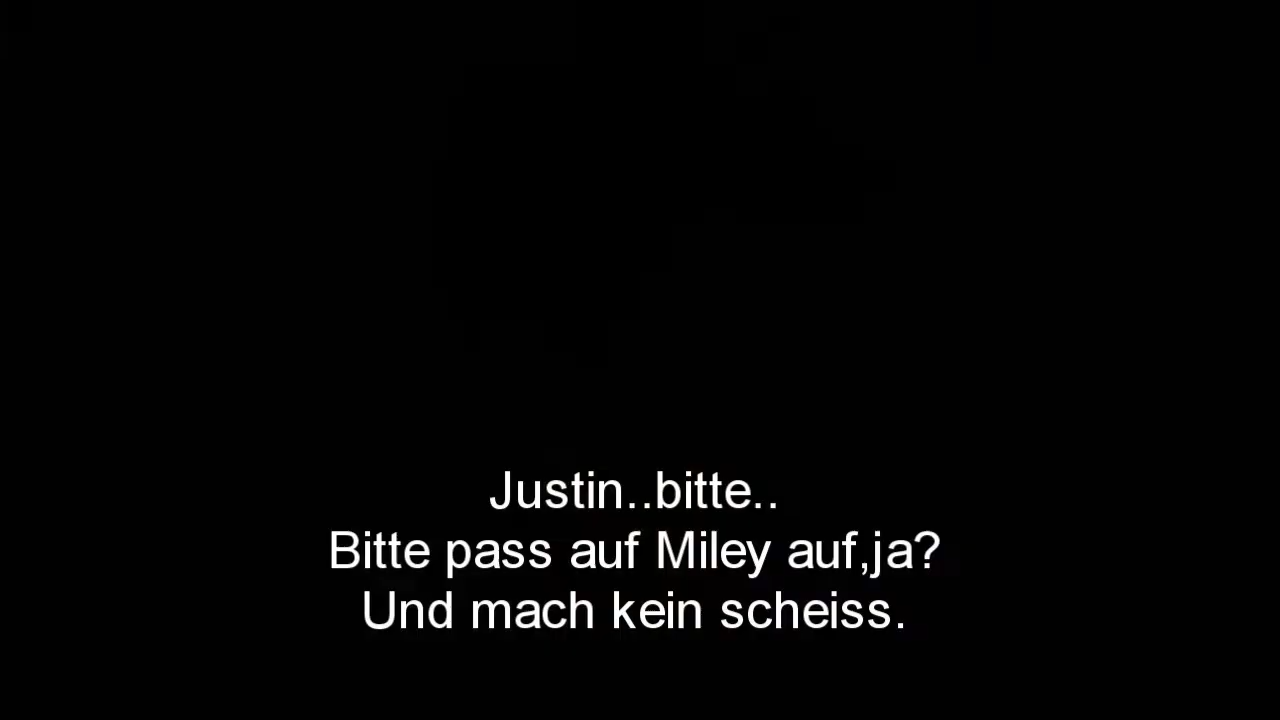 Justin..bitte..
Bitte pass auf Miley auf,ja?
Und mach kein scheiss.